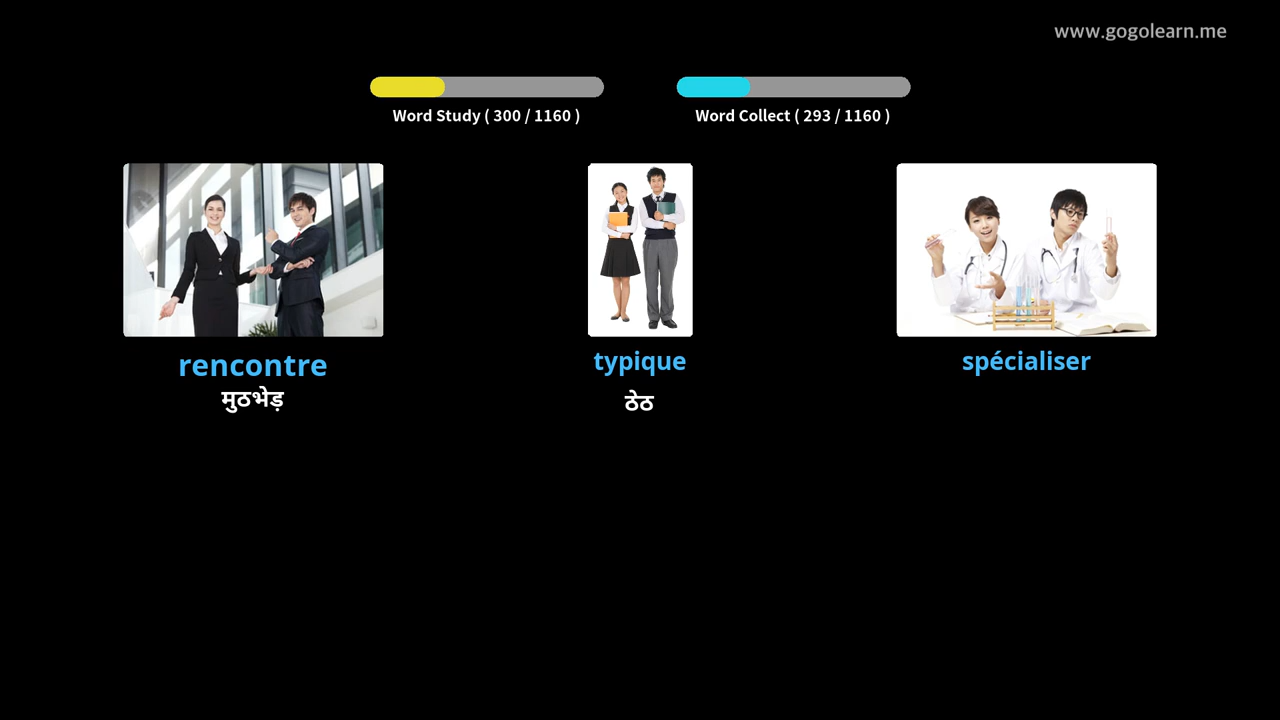 www.gogolearn.me
Word Study ( 300 / 1160 )
Word Collect ( 293 / 1160 )
rencontre
मुठभेड़
typique
ठेठ
spécialiser